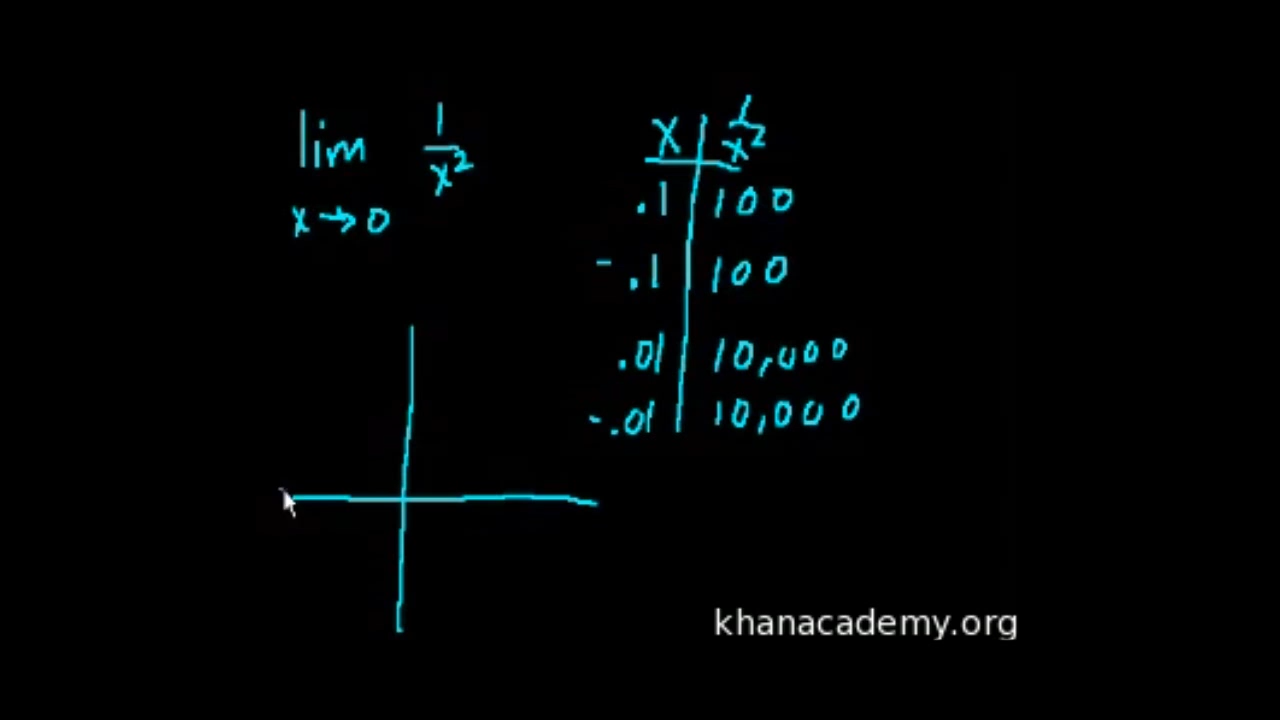 lim 1/x²
x→0
x | 1/x²
.1 | 100
-.1 | 100
.01 | 10,000
-.01 | 10,000
khanacademy.org